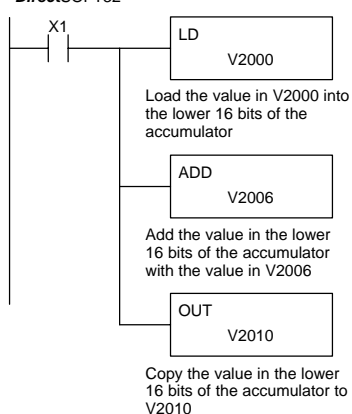 X1
LD
V2000
Load the value in V2000 into
the lower 16 bits of the
accumulator
ADD
V2006
Add the value in the lower
16 bits of the accumulator
with the value in V2006
OUT
V2010
Copy the value in the lower
16 bits of the accumulator to
V2010